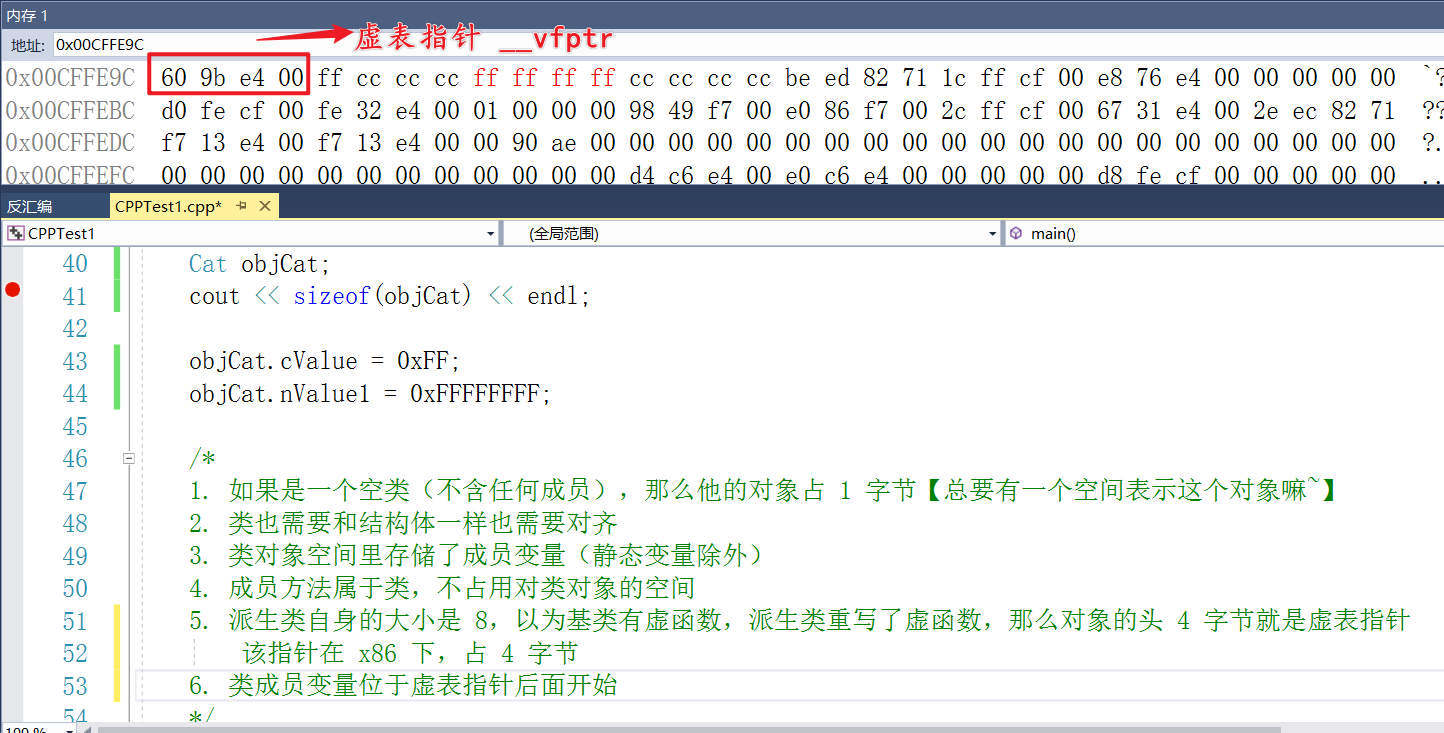 内存 1
地址: 0x00CFFE9C
虚表指针 __vfptr
0x00CFFE9C 60 9b e4 00 ff cc cc cc ff ff ff ff cc cc cc cc be ed 82 71 1c ff cf 00 e8 76 e4 00 00 00 00 00 `?
0x00CFFEBC d0 fe cf 00 fe 32 e4 00 01 00 00 00 98 49 f7 00 e0 86 f7 00 2c ff cf 00 67 31 e4 00 2e ec 82 71 ??
0x00CFFEDC f7 13 e4 00 f7 13 e4 00 00 90 ae 00 00 00 00 00 00 00 00 00 00 00 00 00 00 00 00 00 00 00 00 00 ?.
0x00CFFEFC 00 00 00 00 00 00 00 00 00 00 00 00 d4 c6 e4 00 e0 c6 e4 00 00 00 00 00 d8 fe cf 00 00 00 00 00 ..
反汇编 CPPTest1.cpp*
CPPTest1 (全局范围) main()
40 Cat objCat;
41 cout << sizeof(objCat) << endl;
42
43 objCat.cValue = 0xFF;
44 objCat.nValue1 = 0xFFFFFFFF;
45
46 /*
47 1. 如果是一个空类（不含任何成员），那么他的对象占 1 字节【总要有一个空间表示这个对象嘛~】
48 2. 类也需要和结构体一样也需要对齐
49 3. 类对象空间里存储了成员变量（静态变量除外）
50 4. 成员方法属于类，不占用对类对象的空间
51 5. 派生类自身的大小是 8，以为基类有虚函数，派生类重写了虚函数，那么对象的头 4 字节就是虚表指针
52 该指针在 x86 下，占 4 字节
53 6. 类成员变量位于虚表指针后面开始
54 */
100 %